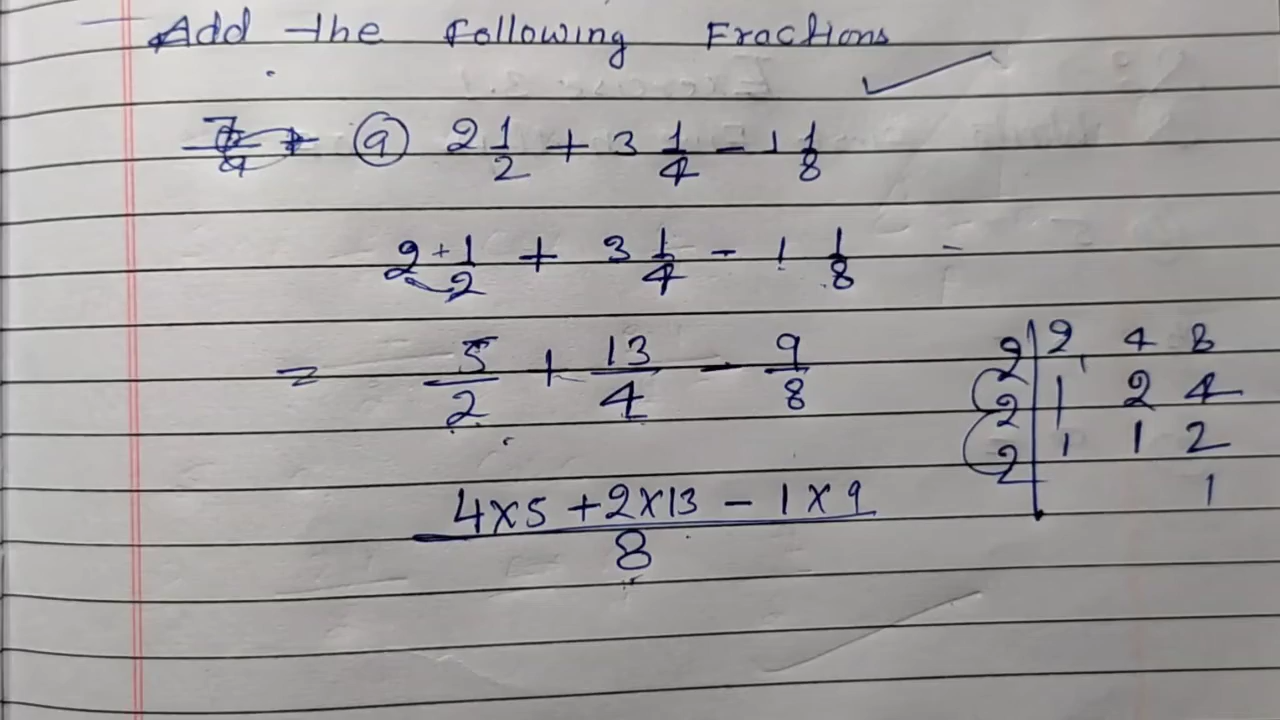 Add the Following Fractions
(a) 2 1/2 + 3 1/4 - 1 1/8
2 + 1/2 + 3 1/4 - 1 1/8 -
= 5/2 + 13/4 - 9/8
4×5 + 2×13 - 1×9 / 8
2 | 2, 4 8
2 | 1 2 4
2 | 1 1 2
1